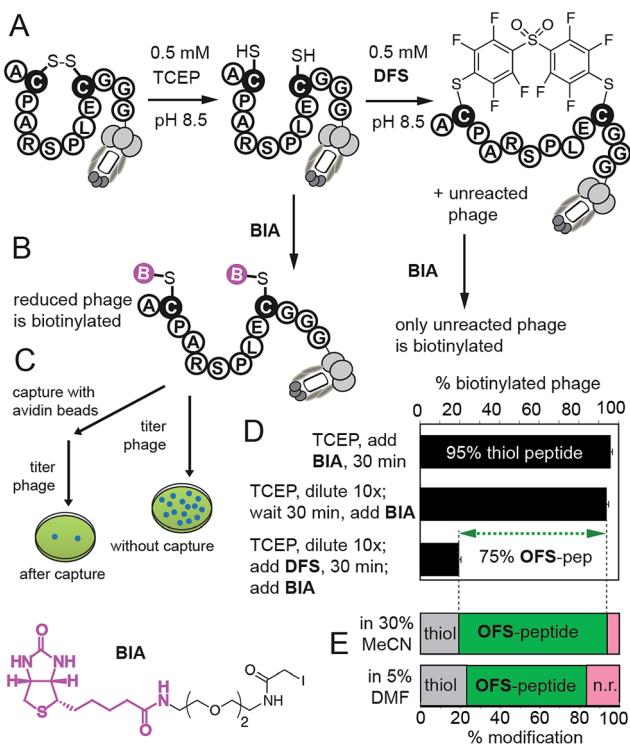 A
S-S
A C C G G G
P E
A L
R S P
0.5 mM
TCEP
pH 8.5
HS
SH
A C C G G G
P E
A L
R S P
0.5 mM
DFS
pH 8.5
O O
S
F F F F
F F F F
S S
A C P A R S P L E C G G G
+ unreacted
phage
BIA
BIA
only unreacted phage
is biotinylated
B
B S B S
A C P A R S P L E C G G G
reduced phage
is biotinylated
C
capture with
avidin beads
titer
phage
titer
phage
without capture
after capture
D
% biotinylated phage
0 20 40 60 80 100
TCEP, add
BIA, 30 min
95% thiol peptide
TCEP, dilute 10x;
wait 30 min, add BIA
TCEP, dilute 10x;
add DFS, 30 min;
add BIA
75% OFS-pep
E
in 30%
MeCN
thiol OFS-peptide
in 5%
DMF
thiol OFS-peptide n.r.
0 20 40 60 80 100
% modification
BIA
O
HN NH
H H
S
O
H
N
O
2
O
NH
I